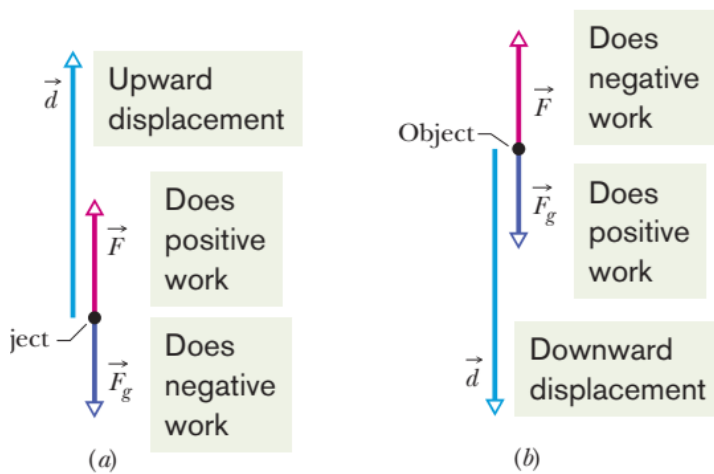 d
Upward
displacement
F
Does
positive
work
ject
Fg
Does
negative
work
(a)
Does
negative
work
F
Object
Fg
Does
positive
work
d
Downward
displacement
(b)